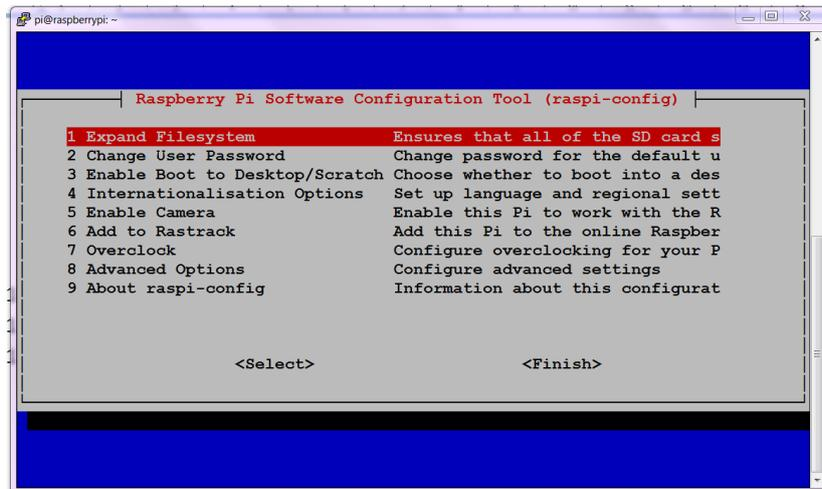 pi@raspberrypi: ~
Raspberry Pi Software Configuration Tool (raspi-config)
1 Expand Filesystem Ensures that all of the SD card s
2 Change User Password Change password for the default u
3 Enable Boot to Desktop/Scratch Choose whether to boot into a des
4 Internationalisation Options Set up language and regional sett
5 Enable Camera Enable this Pi to work with the R
6 Add to Rastrack Add this Pi to the online Raspber
7 Overclock Configure overclocking for your P
8 Advanced Options Configure advanced settings
9 About raspi-config Information about this configurat
<Select> <Finish>